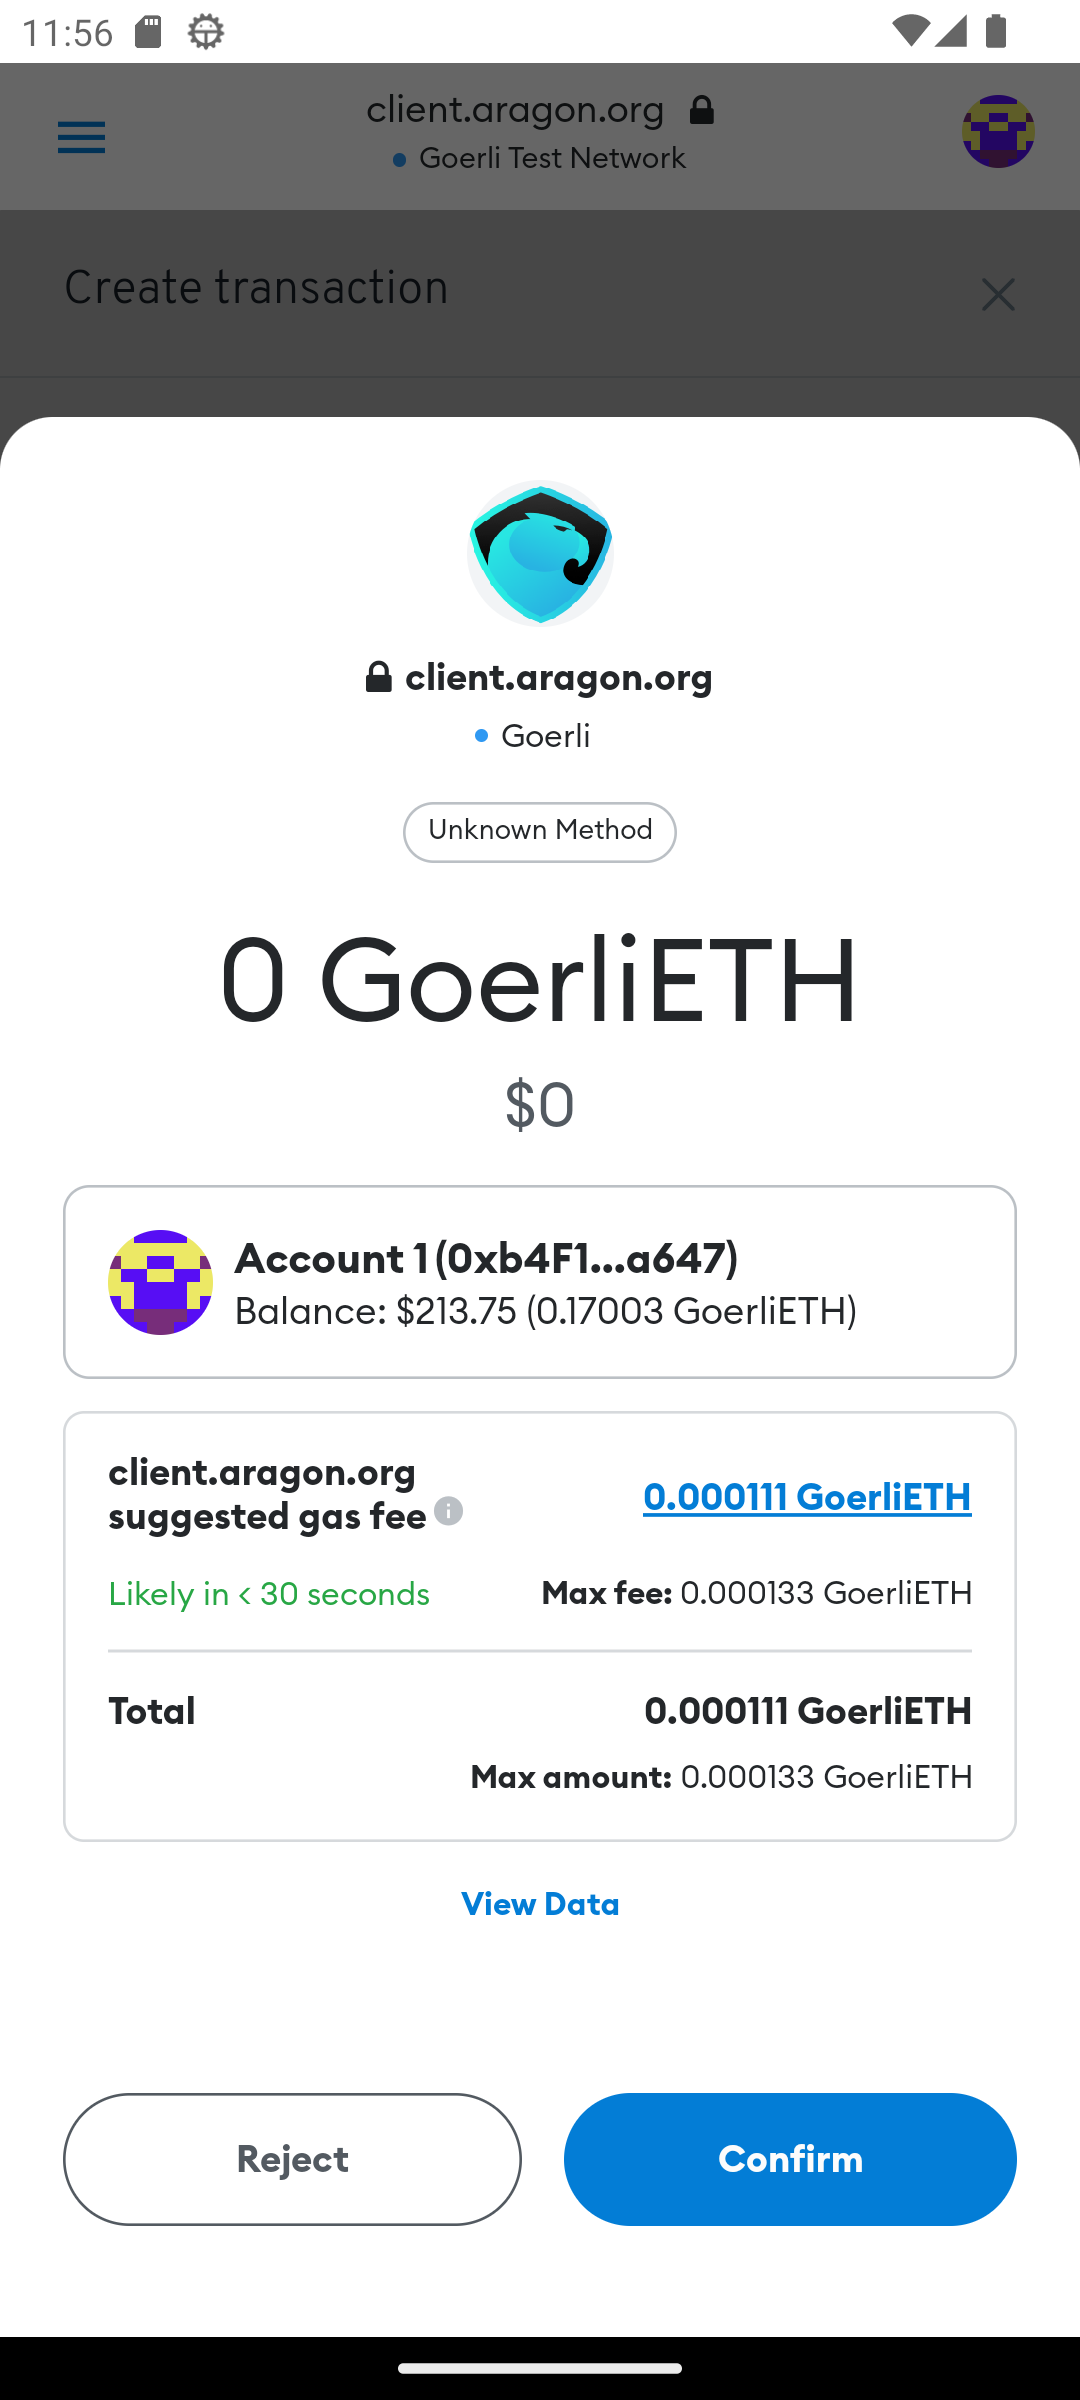 11:56
client.aragon.org
Goerli Test Network
Create transaction
client.aragon.org
Goerli
Unknown Method
0 GoerliETH
$0
Account 1 (0xb4F1...a647)
Balance: $213.75 (0.17003 GoerliETH)
client.aragon.org
suggested gas fee
0.000111 GoerliETH
Likely in < 30 seconds
Max fee: 0.000133 GoerliETH
Total
0.000111 GoerliETH
Max amount: 0.000133 GoerliETH
View Data
Reject
Confirm